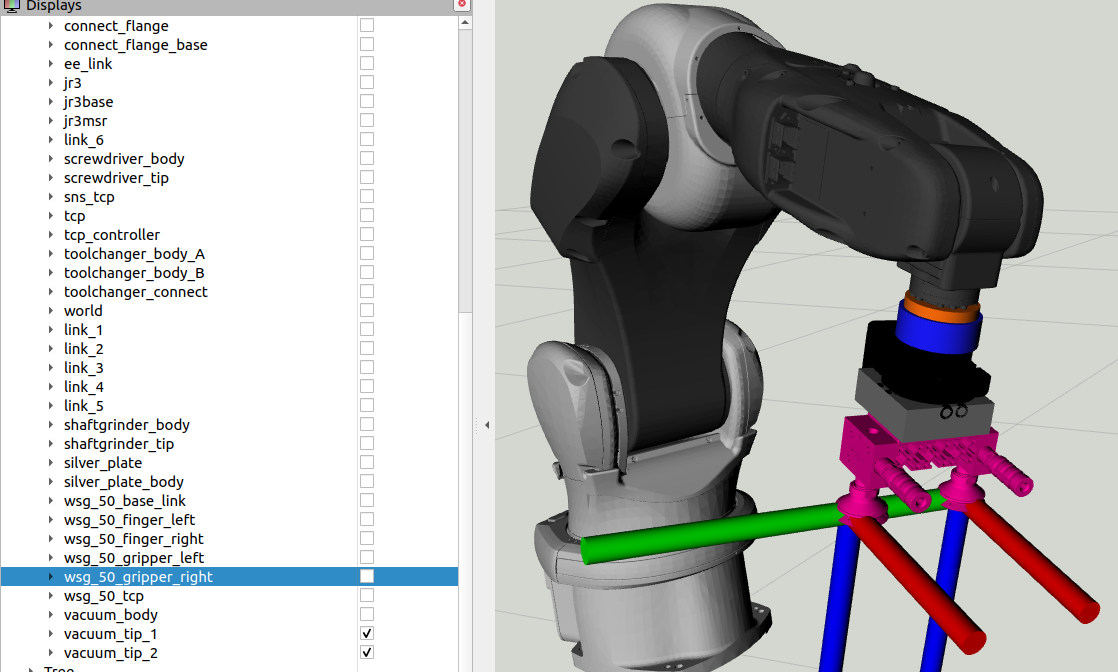 Displays
connect_flange
connect_flange_base
ee_link
jr3
jr3base
jr3msr
link_6
screwdriver_body
screwdriver_tip
sns_tcp
tcp
tcp_controller
toolchanger_body_A
toolchanger_body_B
toolchanger_connect
world
link_1
link_2
link_3
link_4
link_5
shaftgrinder_body
shaftgrinder_tip
silver_plate
silver_plate_body
wsg_50_base_link
wsg_50_finger_left
wsg_50_finger_right
wsg_50_gripper_left
wsg_50_gripper_right
wsg_50_tcp
vacuum_body
vacuum_tip_1
vacuum_tip_2
Tree